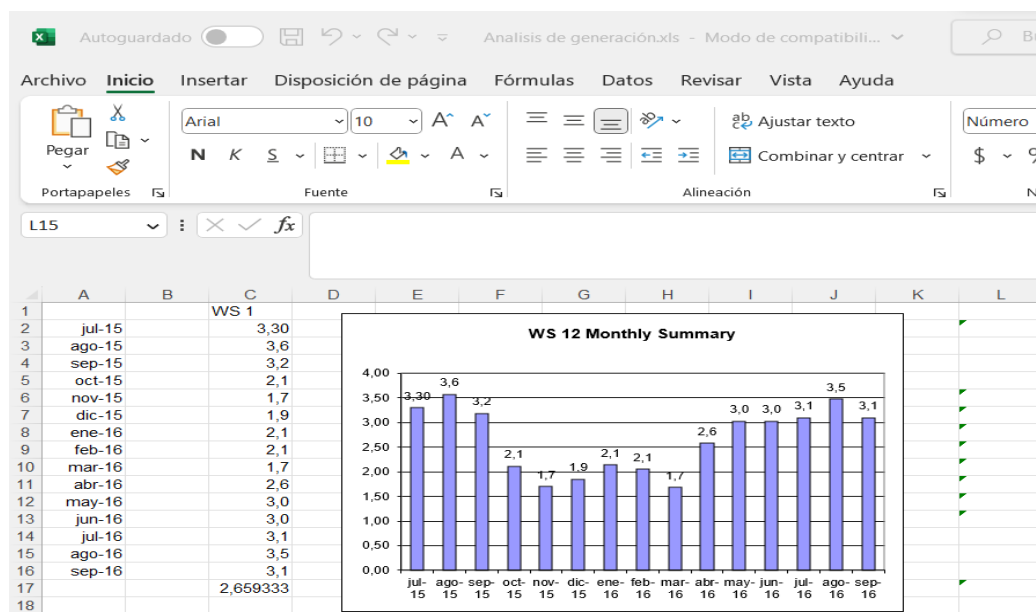 Autoguardado Analisis de generación.xls - Modo de compatibili...
Archivo Inicio Insertar Disposición de página Fórmulas Datos Revisar Vista Ayuda
Arial 10 A A ab Ajustar texto Número
Pegar N K S A Combinar y centrar $
Portapapeles Fuente Alineación
L15 fx
A B C D E F G H I J K L
1 WS 1
2 jul-15 3,30
3 ago-15 3,6
4 sep-15 3,2
5 oct-15 2,1
6 nov-15 1,7
7 dic-15 1,9
8 ene-16 2,1
9 feb-16 2,1
10 mar-16 1,7
11 abr-16 2,6
12 may-16 3,0
13 jun-16 3,0
14 jul-16 3,1
15 ago-16 3,5
16 sep-16 3,1
17 2,659333
18
WS 12 Monthly Summary
4,00
3,50
3,00
2,50
2,00
1,50
1,00
0,50
0,00
3,30 3,6 3,2 2,1 1,7 1,9 2,1 2,1 1,7 2,6 3,0 3,0 3,1 3,5 3,1
jul- ago- sep- oct- nov- dic- ene- feb- mar- abr- may- jun- jul- ago- sep-
15 15 15 15 15 15 16 16 16 16 16 16 16 16 16